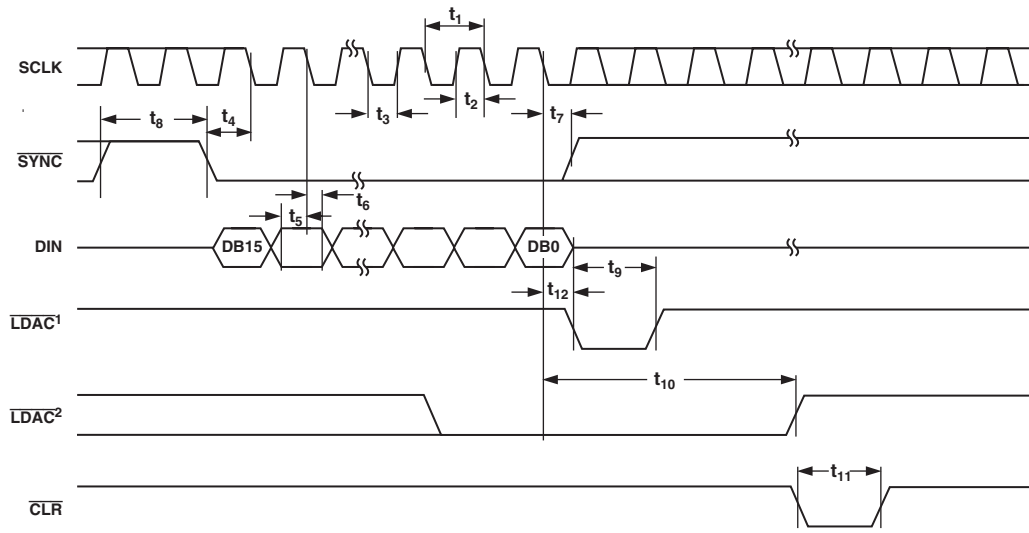 t1
SCLK
t3
t2
t8
t4
t7
SYNC
t6
t5
DIN
DB15
DB0
t9
t12
LDAC1
t10
LDAC2
t11
CLR